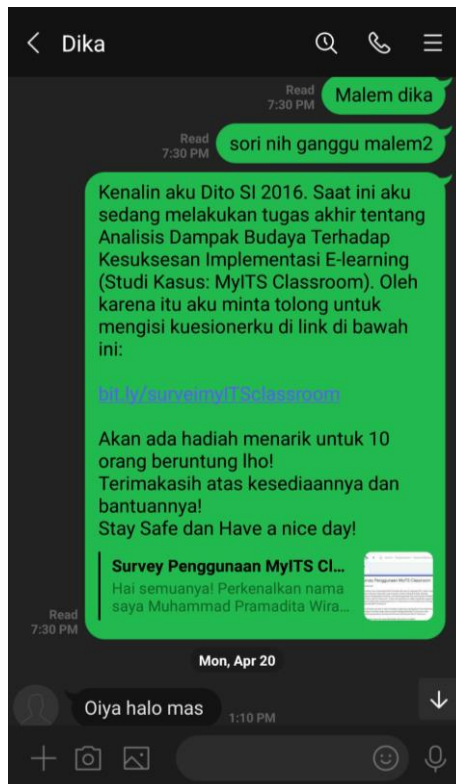 Dika
Read
7:30 PM
Malem dika
Read
7:30 PM
sori nih ganggu malem2
Kenalin aku Dito SI 2016. Saat ini aku
sedang melakukan tugas akhir tentang
Analisis Dampak Budaya Terhadap
Kesuksesan Implementasi E-learning
(Studi Kasus: MyITS Classroom). Oleh
karena itu aku minta tolong untuk
mengisi kuesionerku di link di bawah
ini:
bit.ly/surveimyITSclassroom
Akan ada hadiah menarik untuk 10
orang beruntung lho!
Terimakasih atas kesediaannya dan
bantuannya!
Stay Safe dan Have a nice day!
Survey Penggunaan MyITS Cl...
Hai semuanya! Perkenalkan nama
saya Muhammad Pramadita Wira...
Read
7:30 PM
Mon, Apr 20
Oiya halo mas
1:10 PM